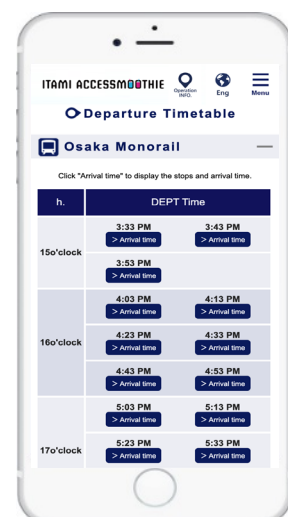 ITAMI ACCESSMOOTHIE
Operation
INFO.
Eng
Menu
Departure Timetable
Osaka Monorail
Click "Arrival time" to display the stops and arrival time.
h. DEPT Time
15o'clock
3:33 PM 3:43 PM
> Arrival time > Arrival time
3:53 PM
> Arrival time
16o'clock
4:03 PM 4:13 PM
> Arrival time > Arrival time
4:23 PM 4:33 PM
> Arrival time > Arrival time
4:43 PM 4:53 PM
> Arrival time > Arrival time
17o'clock
5:03 PM 5:13 PM
> Arrival time > Arrival time
5:23 PM 5:33 PM
> Arrival time > Arrival time